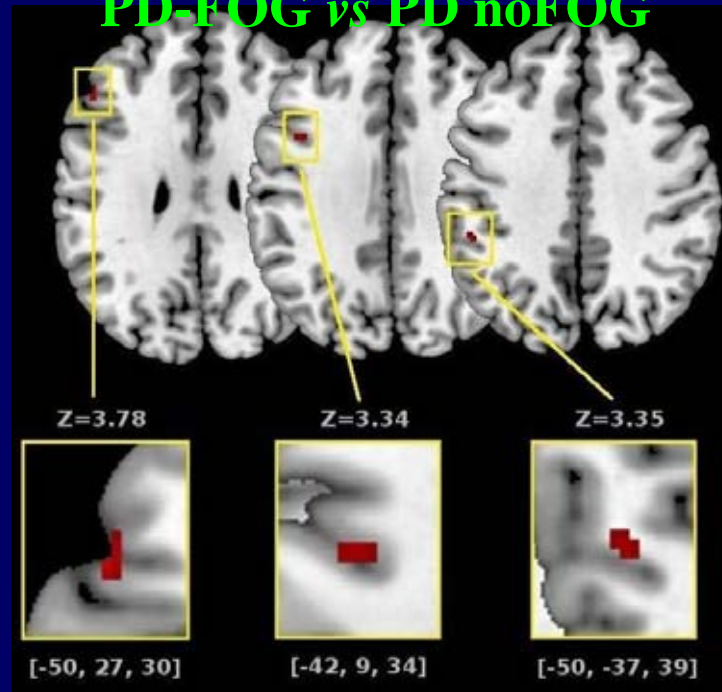 PD-FOG vs PD noFOG
Z=3.78
Z=3.34
Z=3.35
[-50, 27, 30]
[-42, 9, 34]
[-50, -37, 39]